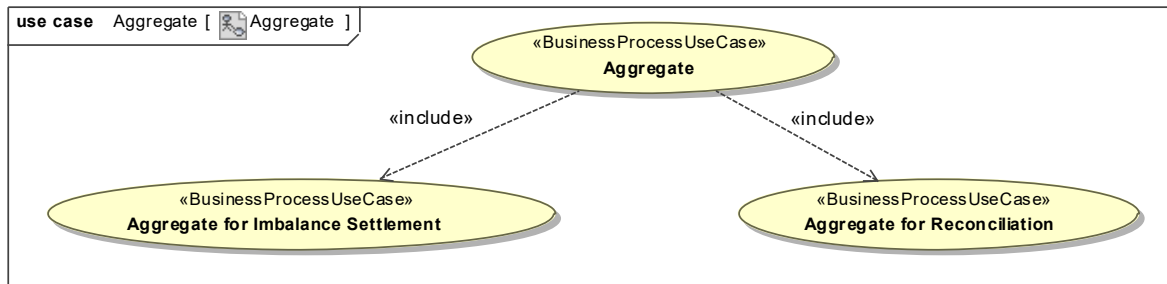 use case Aggregate [ Aggregate ]
«BusinessProcessUseCase»
Aggregate
«include»
«include»
«BusinessProcessUseCase»
Aggregate for Imbalance Settlement
«BusinessProcessUseCase»
Aggregate for Reconciliation